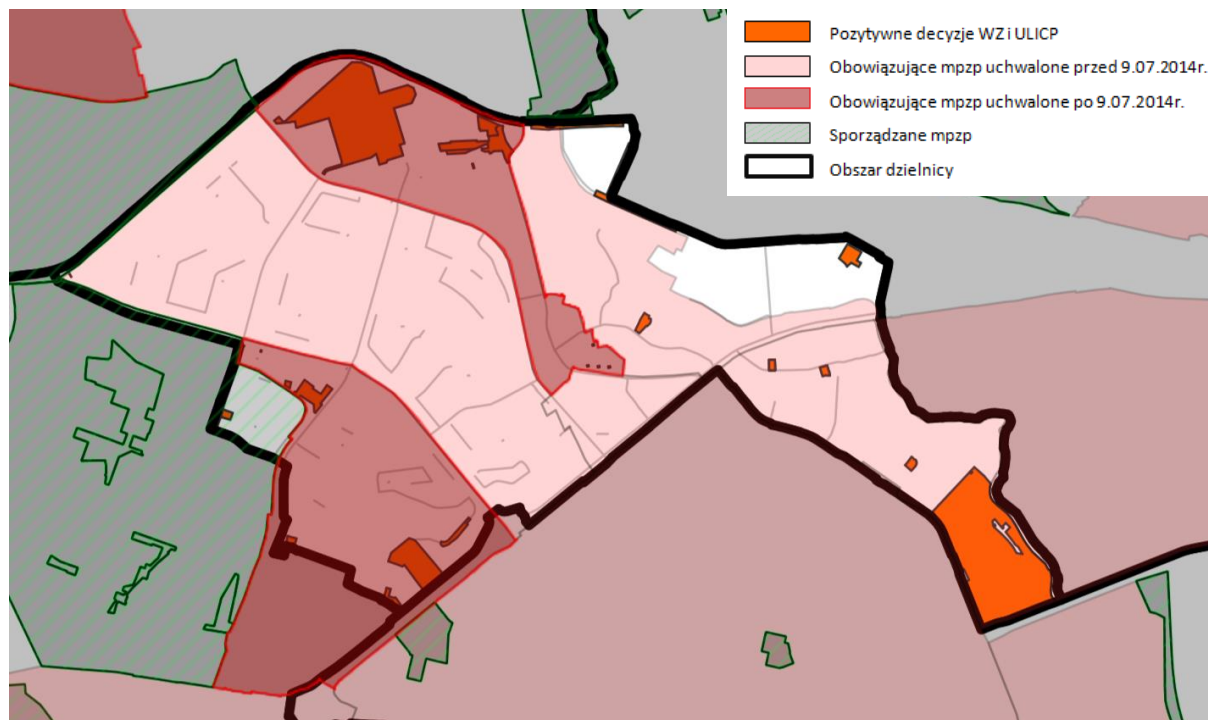 Pozytywne decyzje WZ i ULICP
Obowiązujące mpzp uchwalone przed 9.07.2014r.
Obowiązujące mpzp uchwalone po 9.07.2014r.
Sporządzane mpzp
Obszar dzielnicy